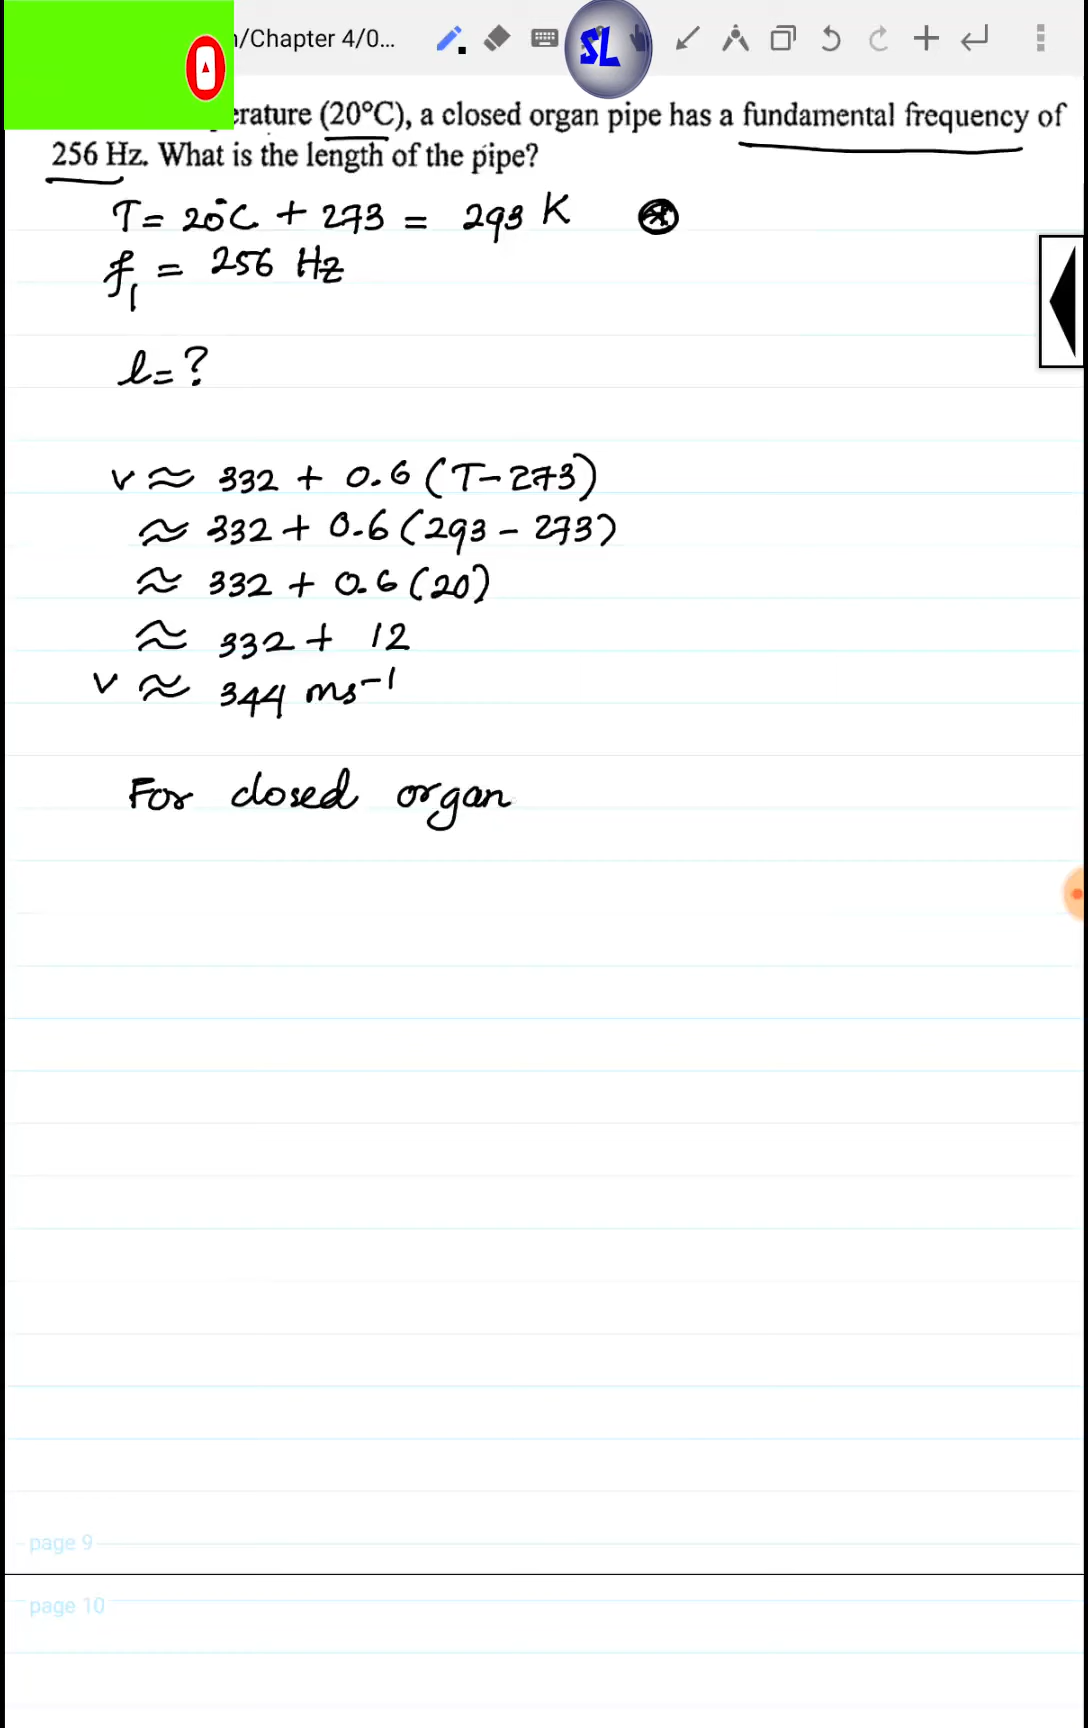 /Chapter 4/0...
SL
erature (20°C), a closed organ pipe has a fundamental frequency of
256 Hz. What is the length of the pipe?
T = 20°C + 273 = 293 K
f₁ = 256 Hz
l = ?
v ≈ 332 + 0.6 (T - 273)
≈ 332 + 0.6 (293 - 273)
≈ 332 + 0.6 (20)
≈ 332 + 12
v ≈ 344 ms⁻¹
For closed organ
page 9
page 10